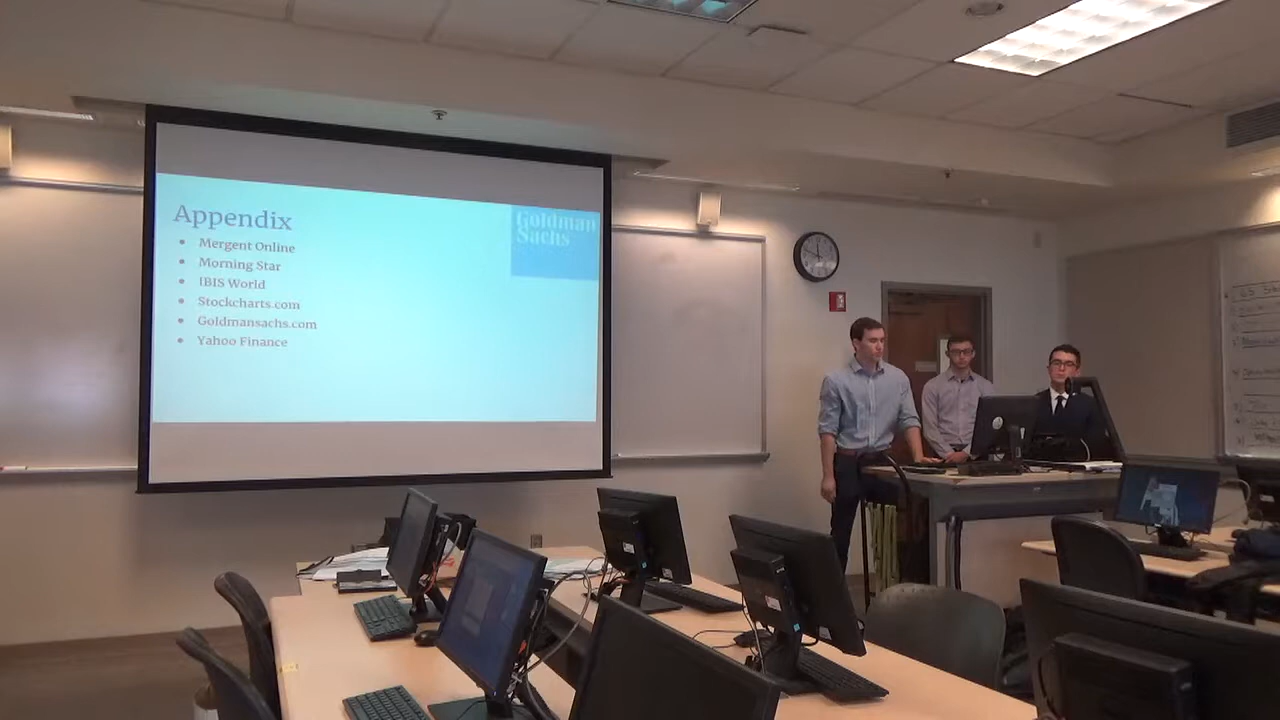 Appendix
Goldman
Sachs
Mergent Online
Morning Star
IBIS World
Stockcharts.com
Goldmansachs.com
Yahoo Finance